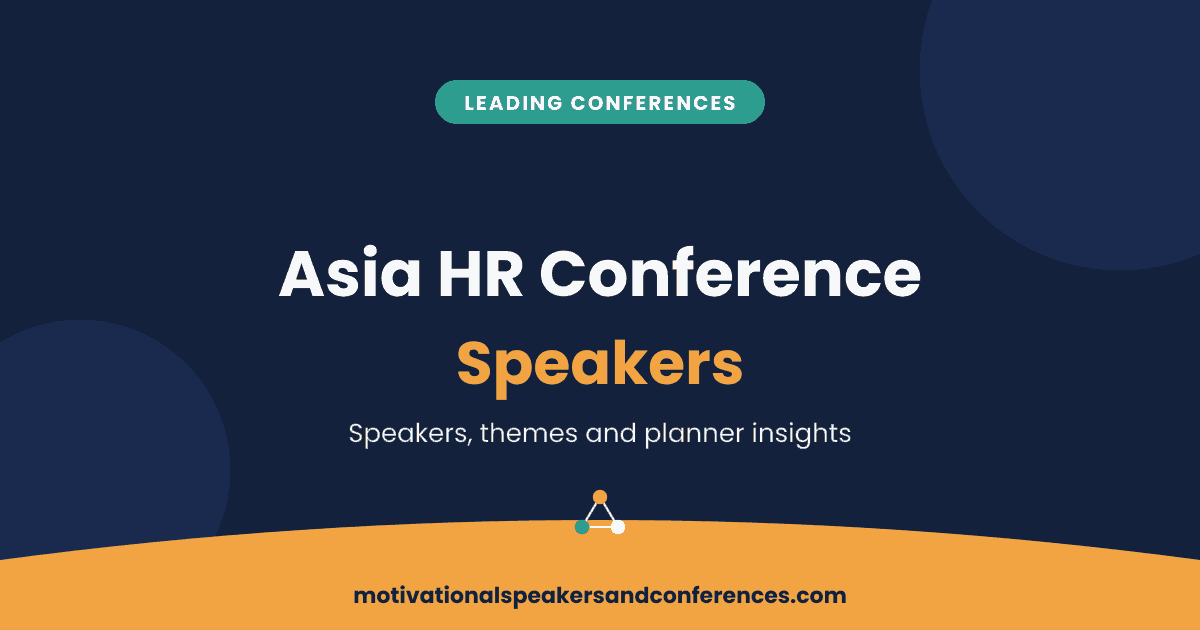 LEADING CONFERENCES
Asia HR Conference
Speakers
Speakers, themes and planner insights
motivationalspeakersandconferences.com